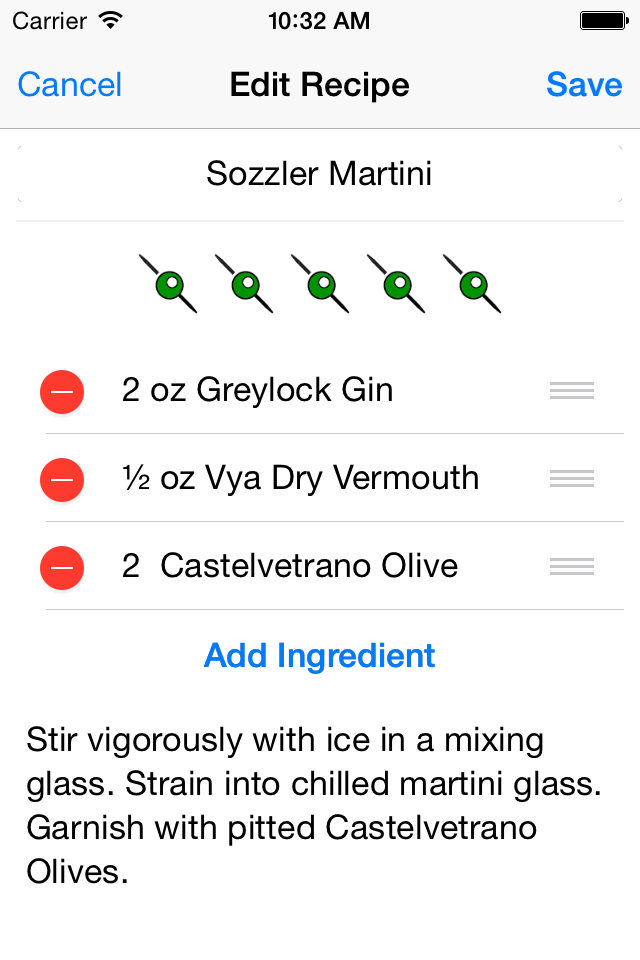 Carrier 10:32 AM
Cancel Edit Recipe Save
Sozzler Martini
2 oz Greylock Gin
½ oz Vya Dry Vermouth
2 Castelvetrano Olive
Add Ingredient
Stir vigorously with ice in a mixing
glass. Strain into chilled martini glass.
Garnish with pitted Castelvetrano
Olives.